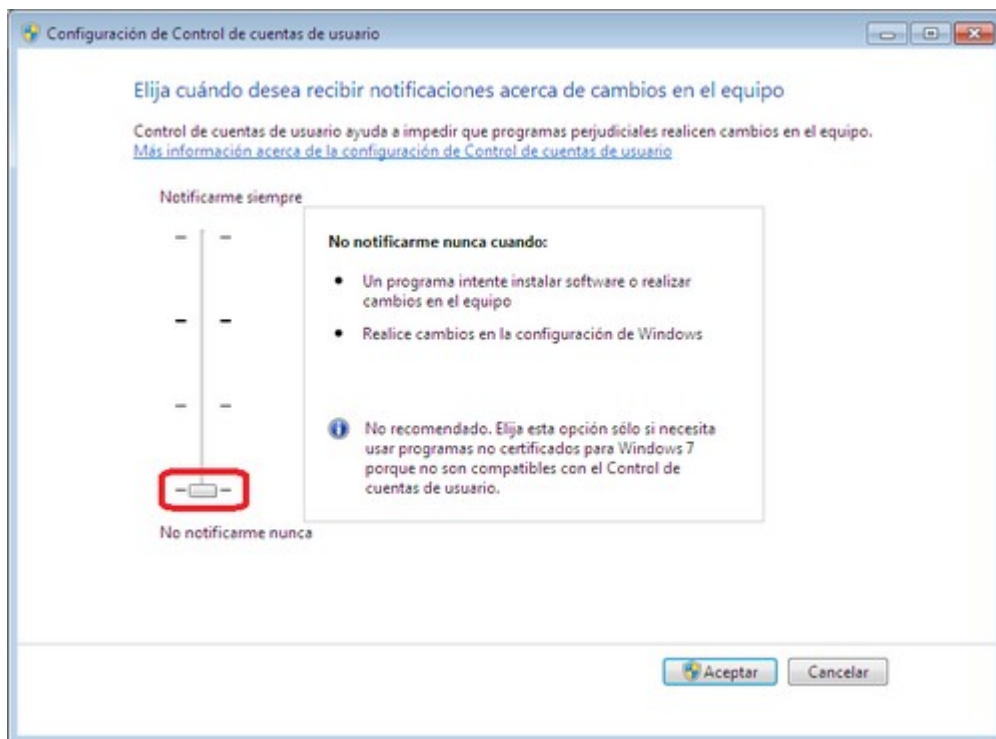 Configuración de Control de cuentas de usuario
Elija cuándo desea recibir notificaciones acerca de cambios en el equipo
Control de cuentas de usuario ayuda a impedir que programas perjudiciales realicen cambios en el equipo.
Más información acerca de la configuración de Control de cuentas de usuario
Notificarme siempre
No notificarme nunca cuando:
• Un programa intente instalar software o realizar
cambios en el equipo
• Realice cambios en la configuración de Windows
No recomendado. Elija esta opción sólo si necesita
usar programas no certificados para Windows 7
porque no son compatibles con el Control de
cuentas de usuario.
No notificarme nunca
Aceptar
Cancelar